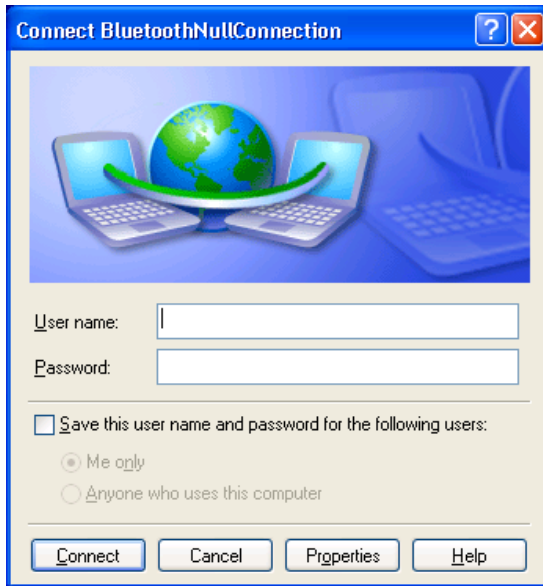 Connect BluetoothNullConnection
User name:
Password:
Save this user name and password for the following users:
Me only
Anyone who uses this computer
Connect Cancel Properties Help